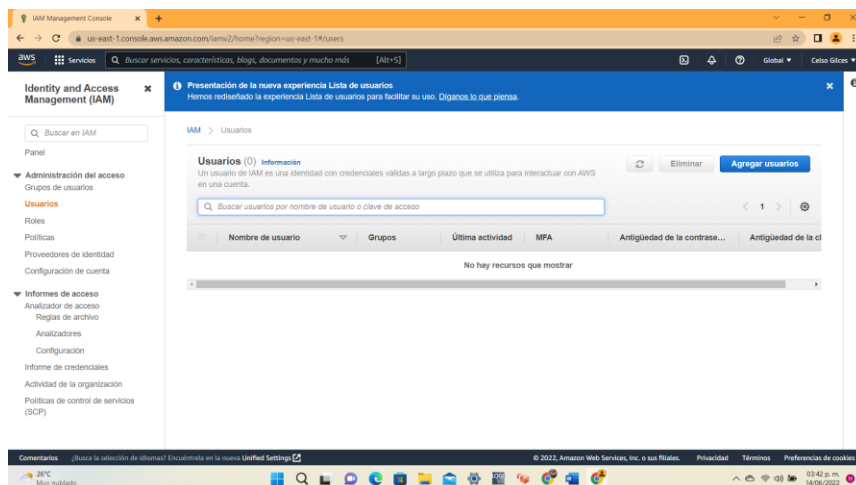 IAM Management Console
us-east-1.console.aws.amazon.com/iamv2/home?region=us-east-1#/users
aws
Servicios
Buscar servicios, características, blogs, documentos y mucho más
[Alt+S]
Global
Celso Glices
Identity and Access
Management (IAM)
Buscar en IAM
Panel
Administración del acceso
Grupos de usuarios
Usuarios
Roles
Políticas
Proveedores de identidad
Configuración de cuenta
Informes de acceso
Analizador de acceso
Reglas de archivo
Analizadores
Configuración
Informe de credenciales
Actividad de la organización
Políticas de control de servicios
(SCP)
Presentación de la nueva experiencia Lista de usuarios
Hemos rediseñado la experiencia Lista de usuarios para facilitar su uso. Díganos lo que piensa.
IAM > Usuarios
Usuarios (0) Información
Un usuario de IAM es una identidad con credenciales válidas a largo plazo que se utiliza para interactuar con AWS
en una cuenta.
Eliminar
Agregar usuarios
Buscar usuarios por nombre de usuario o clave de acceso
1
Nombre de usuario
Grupos
Última actividad
MFA
Antigüedad de la contrase...
Antigüedad de la cl
No hay recursos que mostrar
Comentarios
¿Busca la selección de idiomas? Encuéntrela en la nueva Unified Settings
© 2022, Amazon Web Services, Inc. o sus filiales.
Privacidad
Términos
Preferencias de cookies
26°C
Muy nublado
03:42 p. m.
14/06/2022